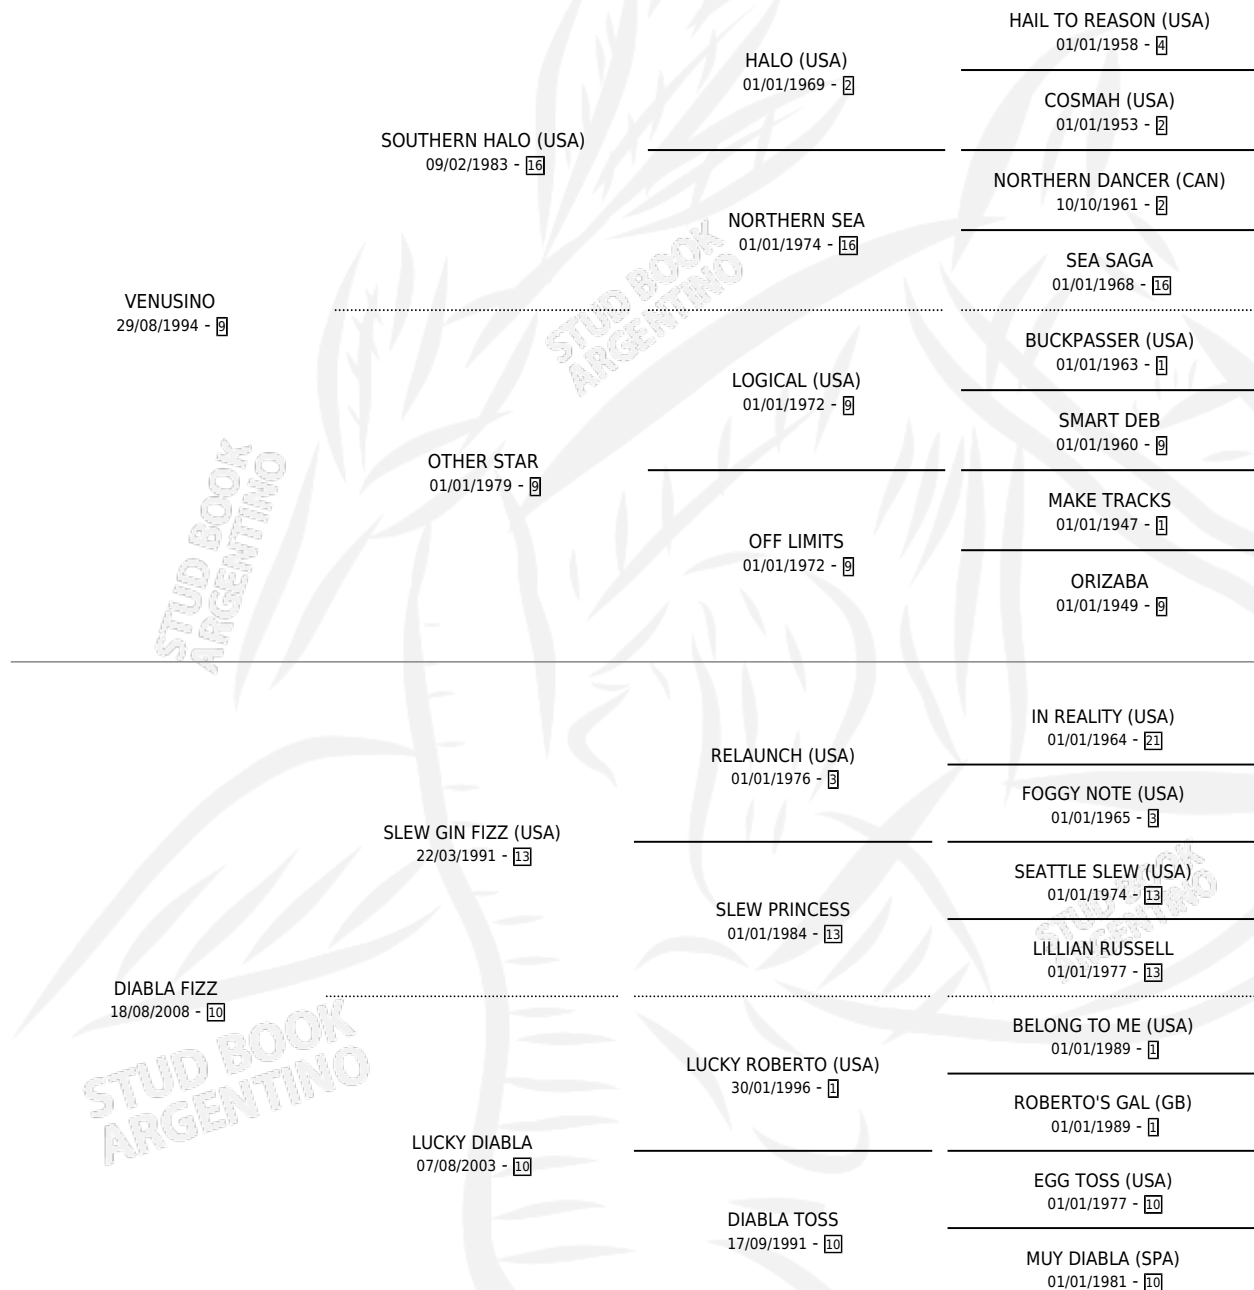 HAIL TO REASON (USA)
01/01/1958 - 4
HALO (USA)
01/01/1969 - 2
COSMAH (USA)
01/01/1953 - 2
SOUTHERN HALO (USA)
09/02/1983 - 16
NORTHERN DANCER (CAN)
10/10/1961 - 2
NORTHERN SEA
01/01/1974 - 16
SEA SAGA
01/01/1968 - 16
VENUSINO
29/08/1994 - 9
STUD BOOK
ARGENTINO
BUCKPASSER (USA)
01/01/1963 - 1
LOGICAL (USA)
01/01/1972 - 9
SMART DEB
01/01/1960 - 9
OTHER STAR
01/01/1979 - 9
MAKE TRACKS
01/01/1947 - 1
OFF LIMITS
01/01/1972 - 9
ORIZABA
01/01/1949 - 9
STUD BOOK
ARGENTINO
IN REALITY (USA)
01/01/1964 - 21
RELAUNCH (USA)
01/01/1976 - 3
FOGGY NOTE (USA)
01/01/1965 - 3
SLEW GIN FIZZ (USA)
22/03/1991 - 13
SEATTLE SLEW (USA)
01/01/1974 - 13
STUD BOOK
ARGENTINO
SLEW PRINCESS
01/01/1984 - 13
LILLIAN RUSSELL
01/01/1977 - 13
DIABLA FIZZ
18/08/2008 - 10
STUD BOOK
ARGENTINO
BELONG TO ME (USA)
01/01/1989 - 1
LUCKY ROBERTO (USA)
30/01/1996 - 1
ROBERTO'S GAL (GB)
01/01/1989 - 1
LUCKY DIABLA
07/08/2003 - 10
EGG TOSS (USA)
01/01/1977 - 10
DIABLA TOSS
17/09/1991 - 10
MUY DIABLA (SPA)
01/01/1981 - 10